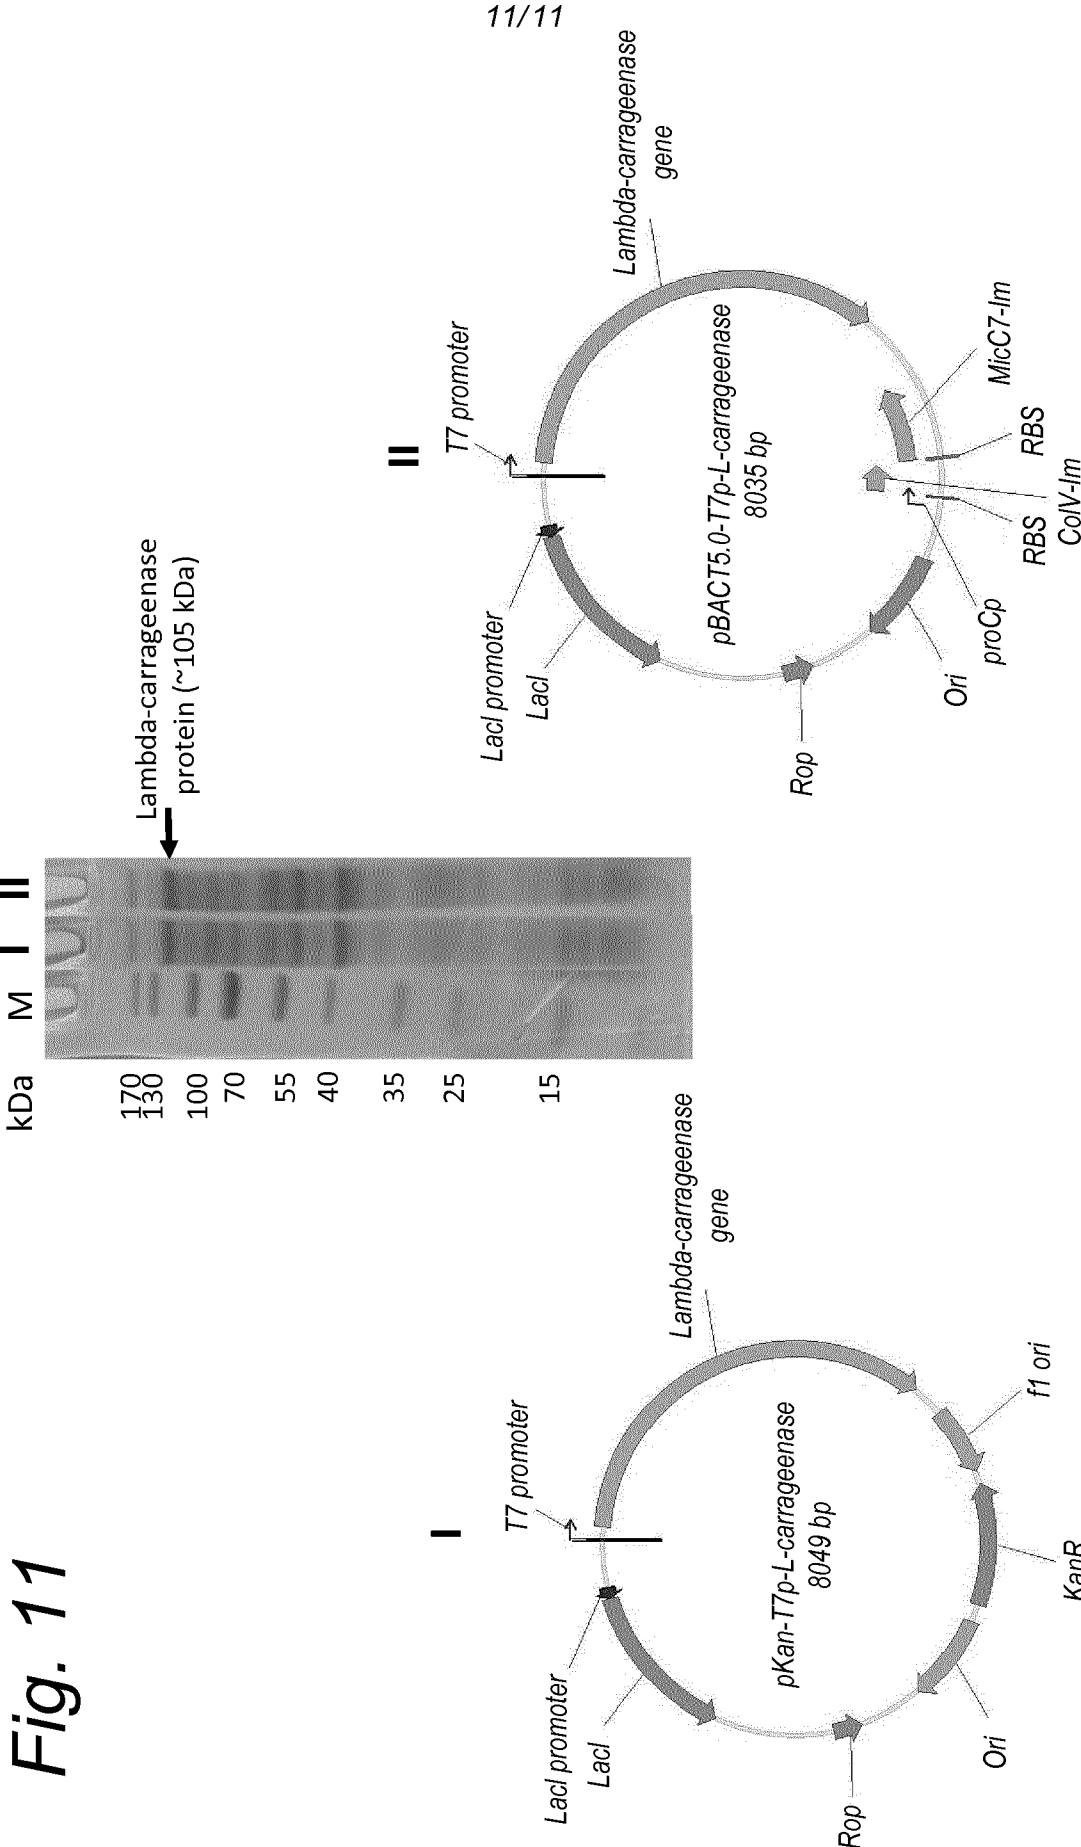 11/11
Fig. 11
kDa
M
I
II
170
130
100
70
55
40
35
25
15
Lambda-carrageenase
protein (~105 kDa)
I
T7 promoter
LacI promoter
LacI
Lambda-carrageenase
gene
pKan-T7p-L-carrageenase
8049 bp
f1 ori
KanR
Ori
Rop
II
T7 promoter
LacI promoter
LacI
Lambda-carrageenase
gene
pBACT5.0-T7p-L-carrageenase
8035 bp
MicC7-Im
RBS
ColV-Im
RBS
proCp
Ori
Rop